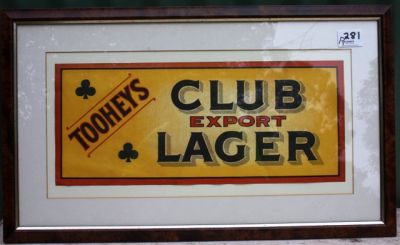 281
TOOHEYS
CLUB
EXPORT
LAGER